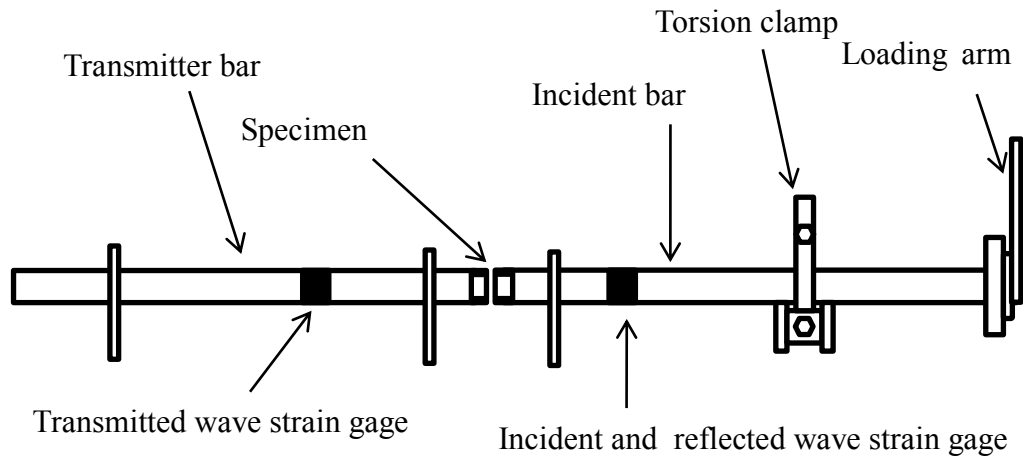 Torsion clamp
Loading arm
Transmitter bar
Incident bar
Specimen
Transmitted wave strain gage
Incident and reflected wave strain gage